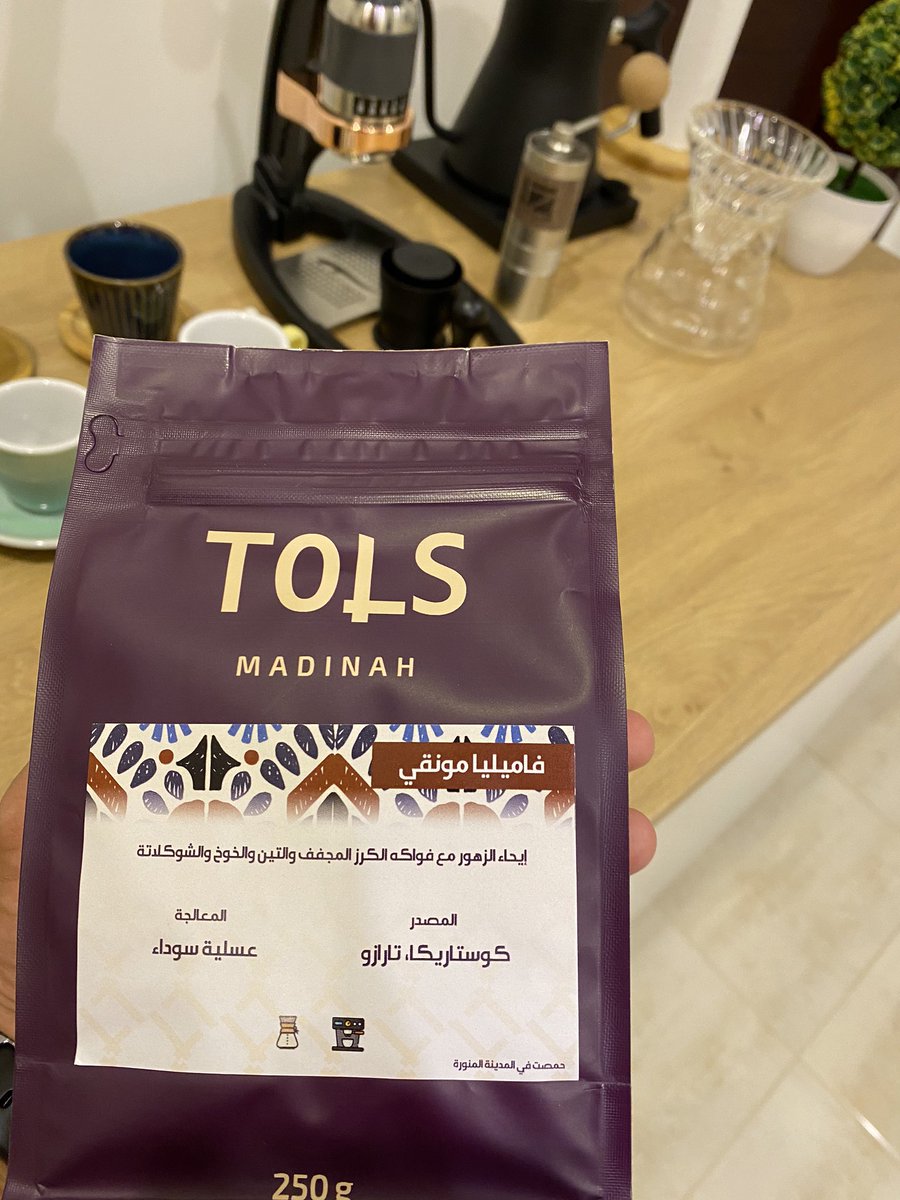 TOTS
MADINAH
فاميليا مونقي
إيحاء الزهور مع فواكه الكرز المجفف والتين والخوخ والشوكلاتة
المصدر
كوستاريكا، تارازو
المعالجة
عسلية سوداء
حمصت في المدينة المنورة
250 g